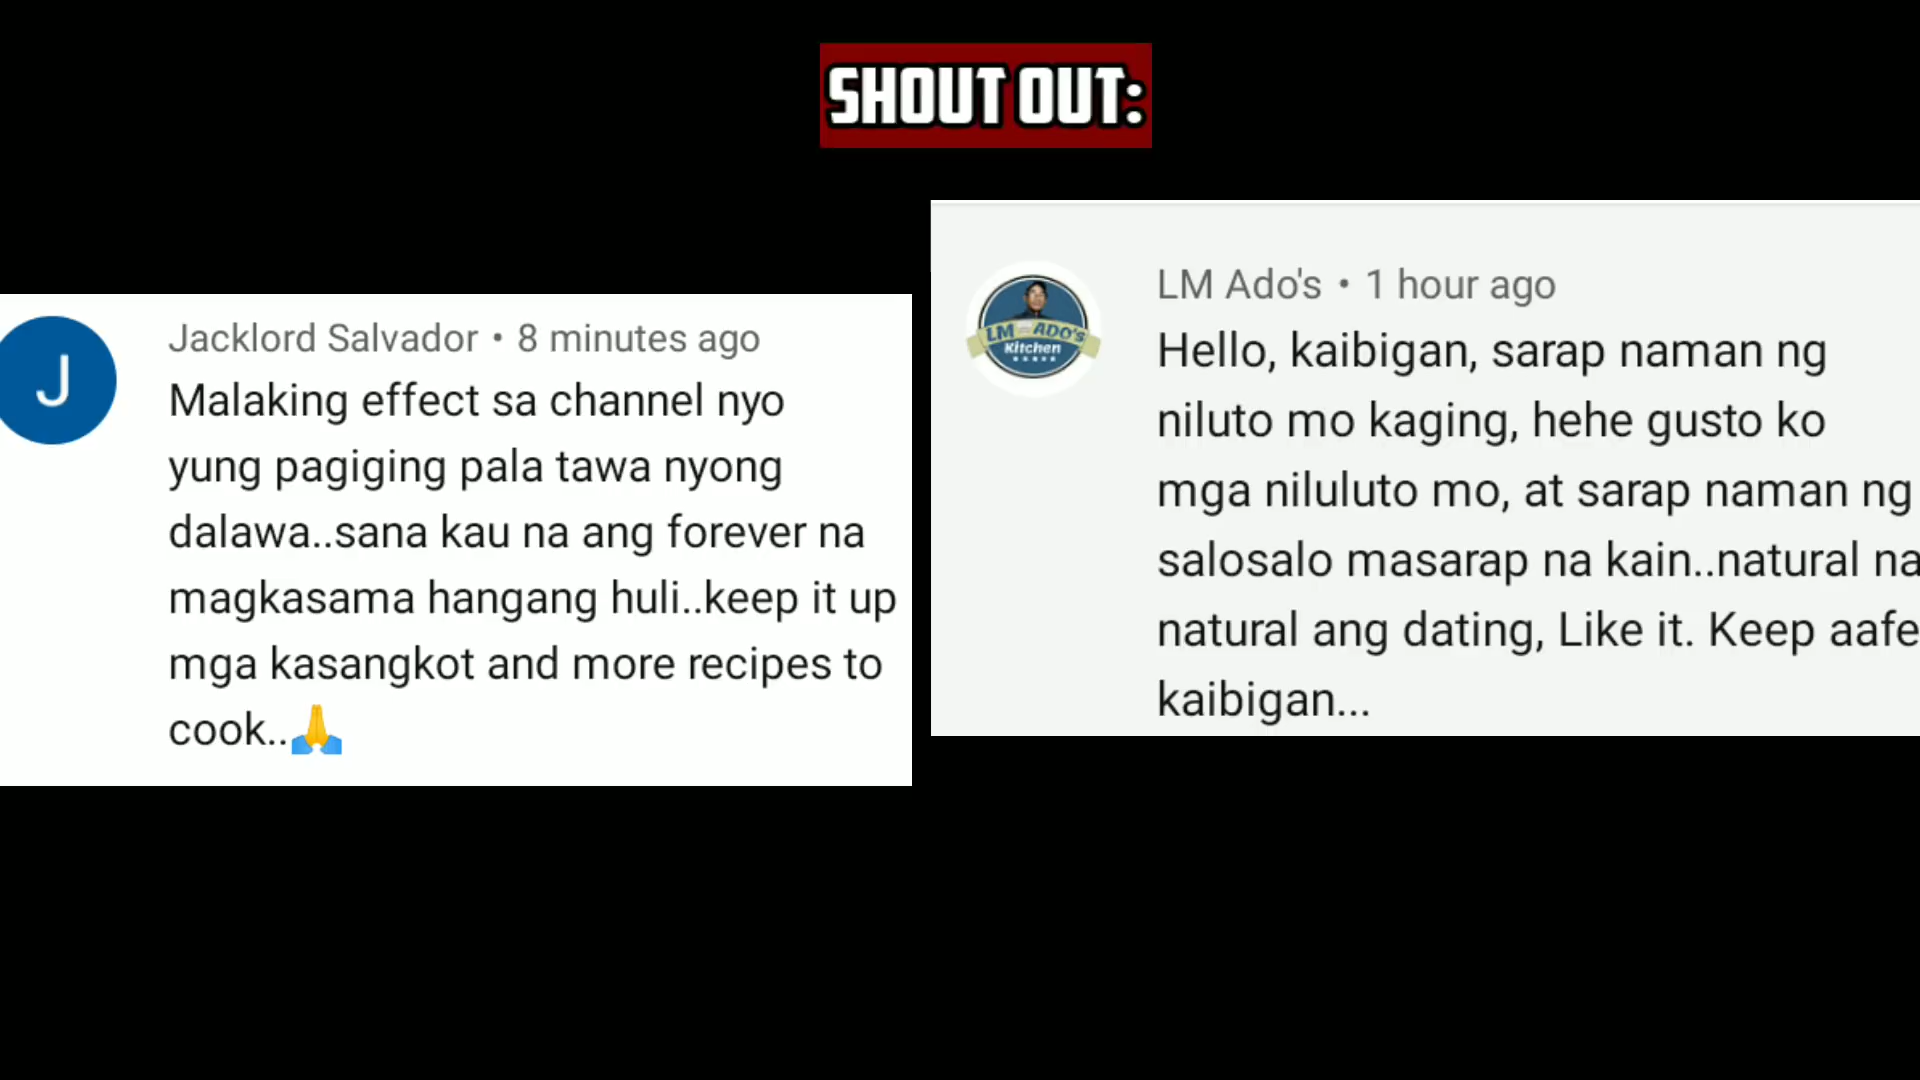 SHOUT OUT:
Jacklord Salvador • 8 minutes ago
Malaking effect sa channel nyo
yung pagiging pala tawa nyong
dalawa..sana kau na ang forever na
magkasama hangang huli..keep it up
mga kasangkot and more recipes to
cook..🙏
J
LM Ado's • 1 hour ago
Hello, kaibigan, sarap naman ng
niluto mo kaging, hehe gusto ko
mga niluluto mo, at sarap naman ng
salosalo masarap na kain..natural na
natural ang dating, Like it. Keep aafe
kaibigan...
LM ADO'S
Kitchen